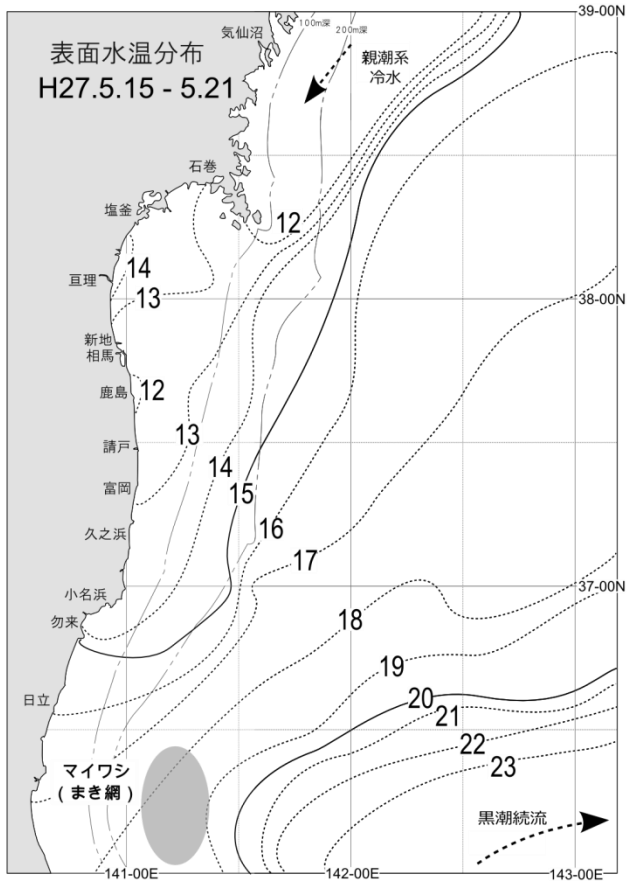 39-00N
気仙沼
100m深
200m深
表面水温分布
H27.5.15 - 5.21
親潮系
冷水
石巻
塩釜
12
14
亘理
13
38-00N
新地
相馬
鹿島
12
13
請戸
14
富岡
15
久之浜
16
17
37-00N
小名浜
勿来
18
19
日立
20
21
22
23
マイワシ
(まき網)
黒潮続流
141-00E
142-00E
143-00E